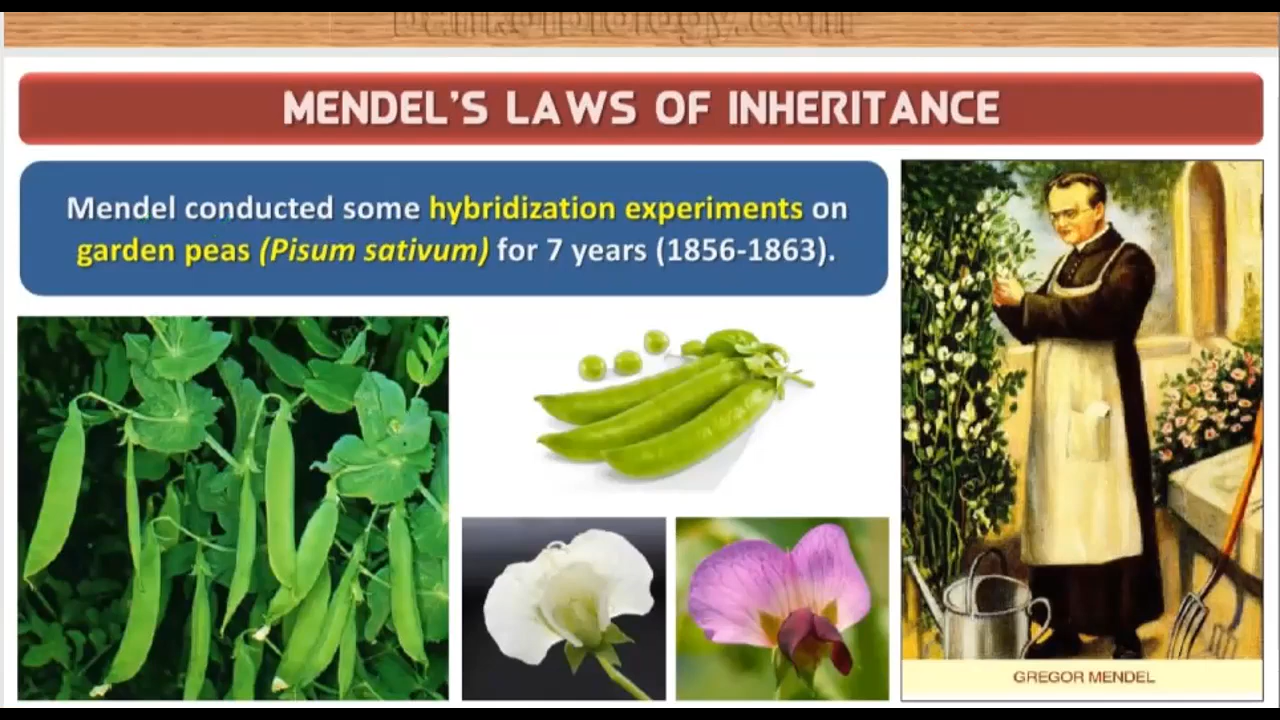 MENDEL'S LAWS OF INHERITANCE
Mendel conducted some hybridization experiments on
garden peas (Pisum sativum) for 7 years (1856-1863).
GREGOR MENDEL